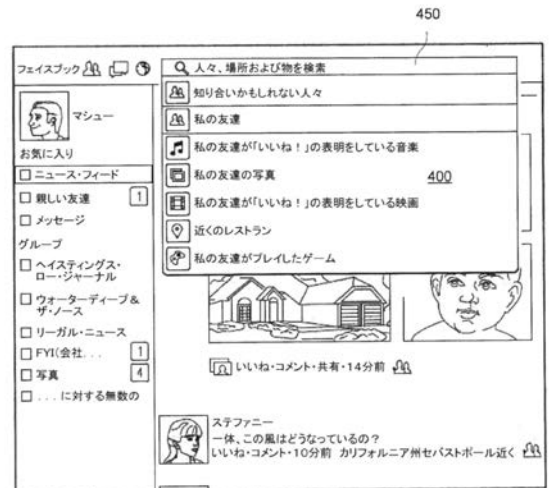 450
フェイスブック
人々、場所および物を検索
知り合いかもしれない人々
私の友達
私の友達が「いいね！」の表明をしている音楽
私の友達の写真
400
私の友達が「いいね！」の表明をしている映画
近くのレストラン
私の友達がプレイしたゲーム
マシュー
お気に入り
ニュース・フィード
親しい友達 1
メッセージ
グループ
ヘイスティングス・
ロー・ジャーナル
ウォーターディープ＆
ザ・ノース
リーガル・ニュース
FYI(会社... 1
写真 4
...に対する無数の
いいね・コメント・共有・14分前
ステファニー
一体、この風はどうなっているの？
いいね・コメント・10分前 カリフォルニア州セバストポール近く